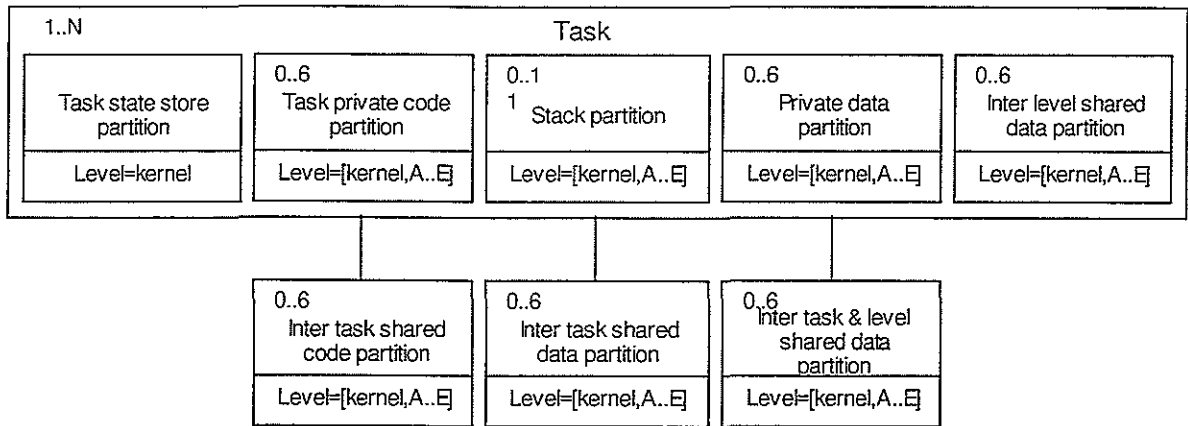 1..N
Task
Task state store
partition
Level=kernel
0..6
Task private code
partition
Level=[kernel,A..E]
0..1
1
Stack partition
Level=[kernel,A..E]
0..6
Private data
partition
Level=[kernel,A..E]
0..6
Inter level shared
data partition
Level=[kernel,A..E]
0..6
Inter task shared
code partition
Level=[kernel,A..E]
0..6
Inter task shared
data partition
Level=[kernel,A..E]
0..6
Inter task & level
shared data
partition
Level=[kernel,A..E]